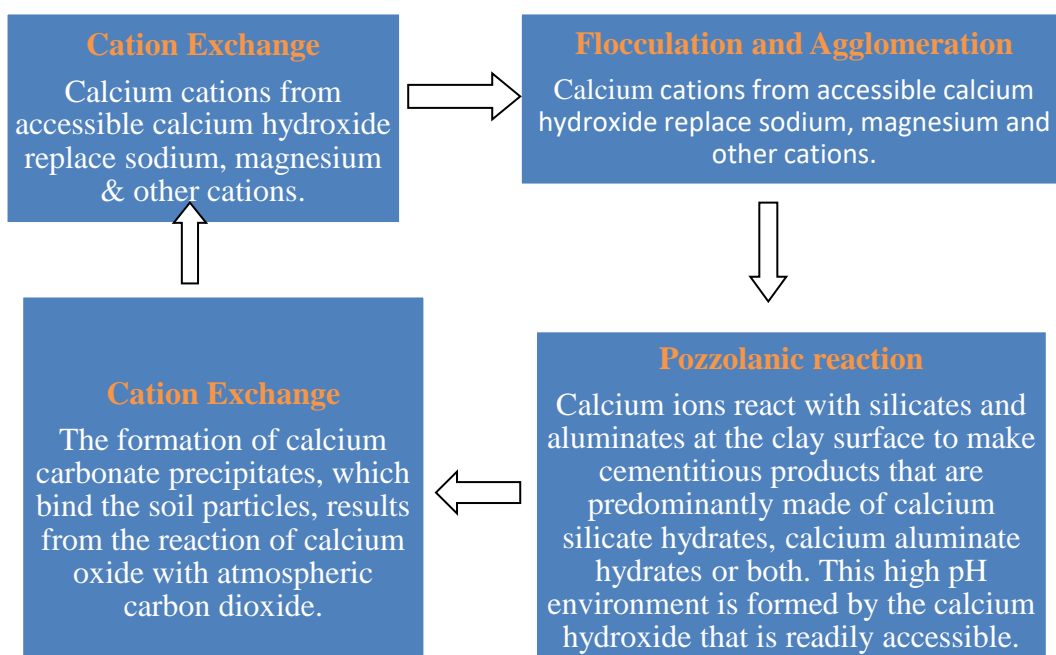 Cation Exchange
Calcium cations from
accessible calcium hydroxide
replace sodium, magnesium
& other cations.
Flocculation and Agglomeration
Calcium cations from accessible calcium
hydroxide replace sodium, magnesium and
other cations.
Pozzolanic reaction
Calcium ions react with silicates and
aluminates at the clay surface to make
cementitious products that are
predominantly made of calcium
silicate hydrates, calcium aluminate
hydrates or both. This high pH
environment is formed by the calcium
hydroxide that is readily accessible.
Cation Exchange
The formation of calcium
carbonate precipitates, which
bind the soil particles, results
from the reaction of calcium
oxide with atmospheric
carbon dioxide.